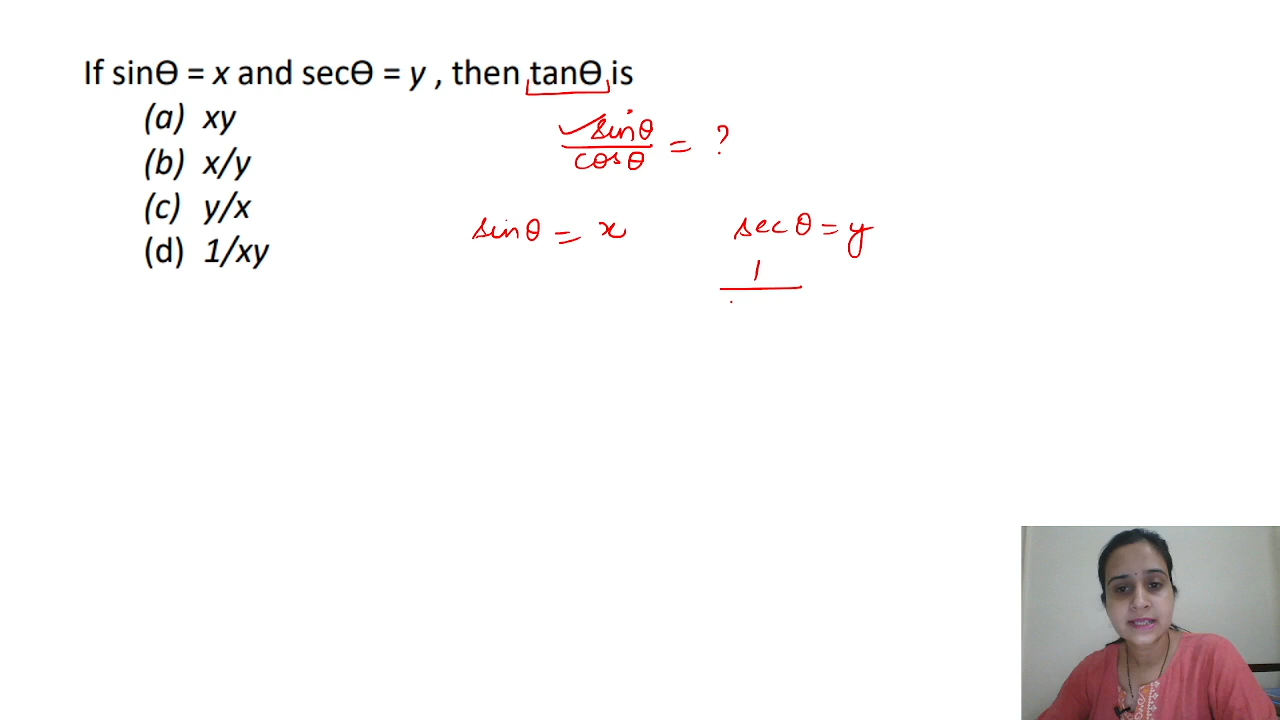 If sinϴ = x and secϴ = y , then tanϴ is
(a) xy
(b) x/y
(c) y/x
(d) 1/xy
sinθ
cosθ
= ?
sinθ = x
secθ = y
1